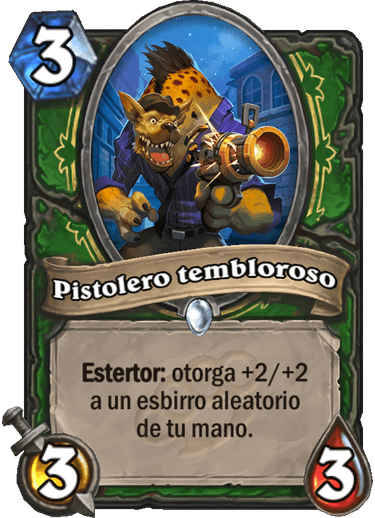 3
Pistolero tembloroso
Estertor: otorga +2/+2
a un esbirro aleatorio
de tu mano.
3
3